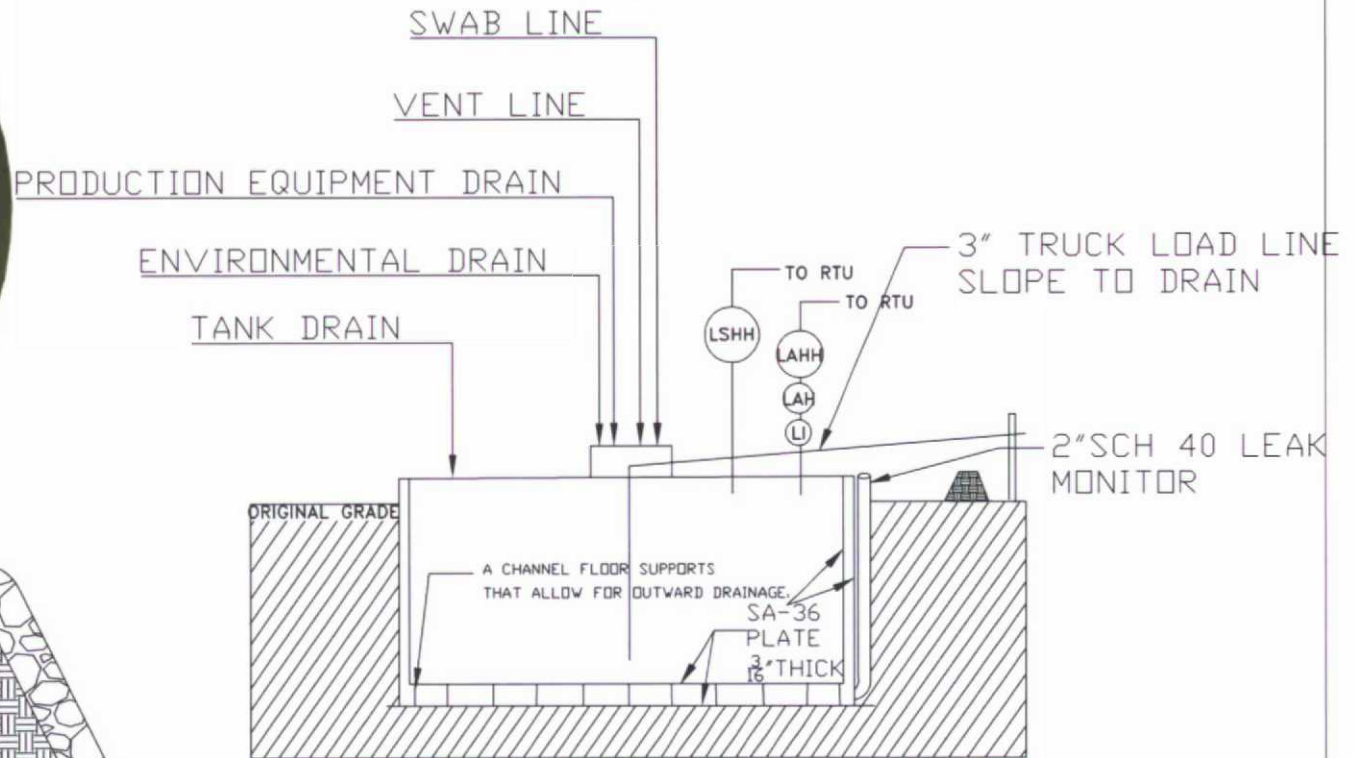 SWAB LINE
VENT LINE
PRODUCTION EQUIPMENT DRAIN
ENVIRONMENTAL DRAIN
TANK DRAIN
3" TRUCK LOAD LINE
SLOPE TO DRAIN
TO RTU
TO RTU
LSHH
LAHH
LAH
LI
2"SCH 40 LEAK
MONITOR
ORIGINAL GRADE
A CHANNEL FLOOR SUPPORTS
THAT ALLOW FOR OUTWARD DRAINAGE.
SA-36
PLATE
3/16"THICK